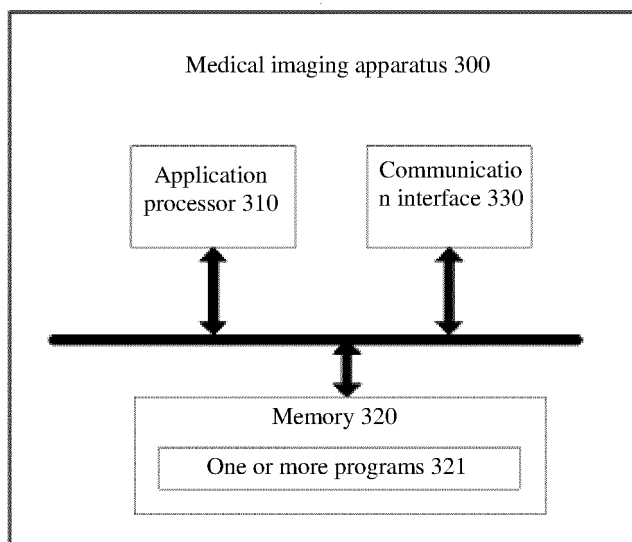 Medical imaging apparatus 300
Application
processor 310
Communicatio
n interface 330
Memory 320
One or more programs 321